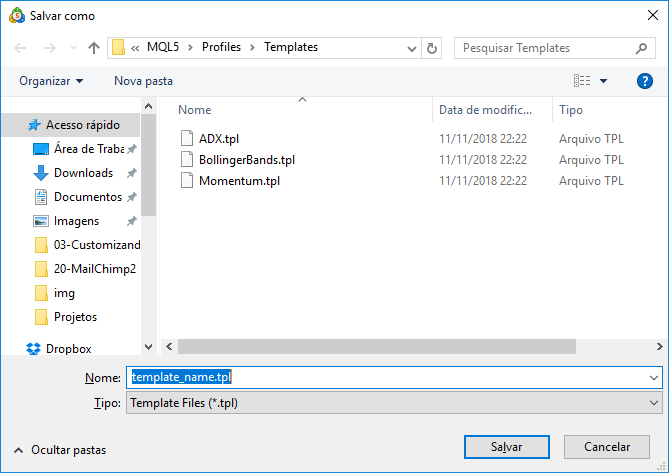 Salvar como
« MQL5 > Profiles > Templates
Pesquisar Templates
Organizar
Nova pasta
?
Nome
Data de modific...
Tipo
Acesso rápido
Área de Traba
Downloads
Documentos
Imagens
03-Customizand
20-MailChimp2
img
Projetos
Dropbox
ADX.tpl 11/11/2018 22:22 Arquivo TPL
BollingerBands.tpl 11/11/2018 22:22 Arquivo TPL
Momentum.tpl 11/11/2018 22:22 Arquivo TPL
Nome: template_name.tpl
Tipo: Template Files (*.tpl)
Ocultar pastas
Salvar
Cancelar